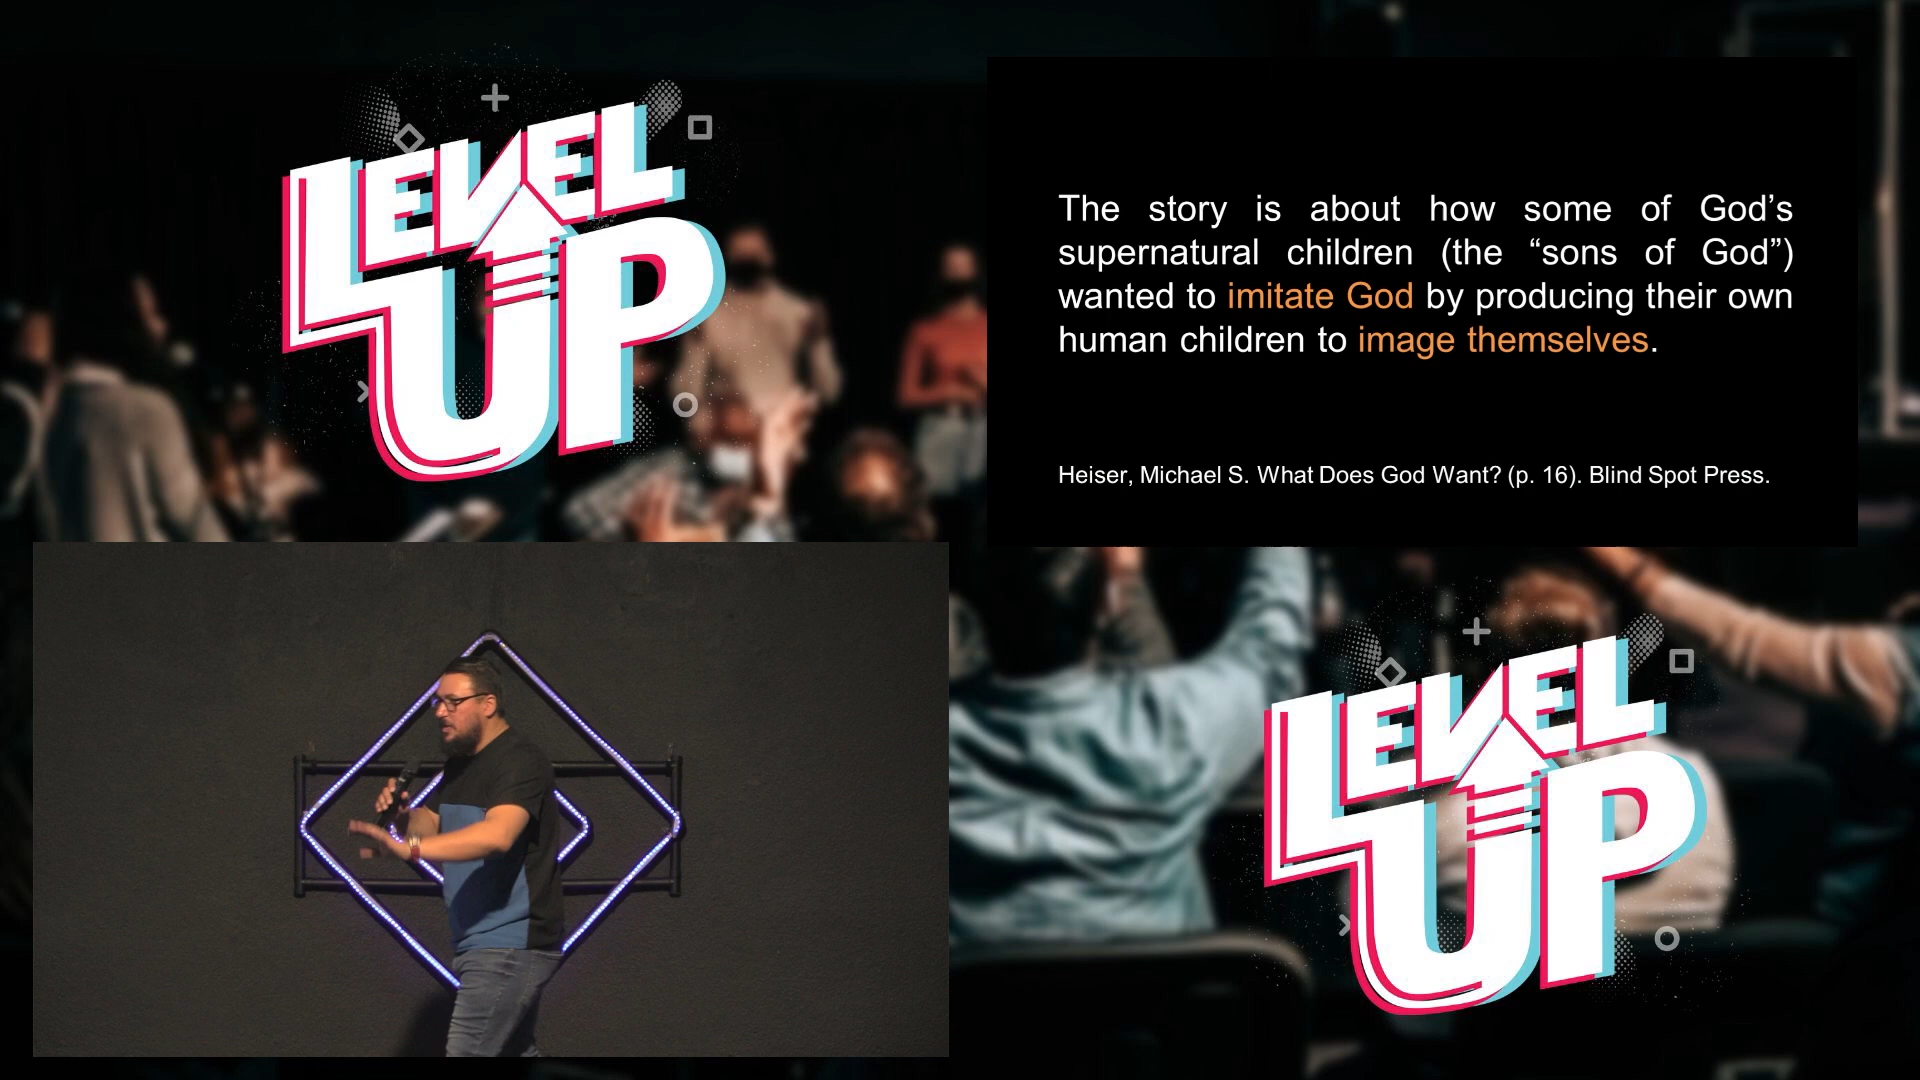 LEVEL
UP
The story is about how some of God’s
supernatural children (the “sons of God”)
wanted to imitate God by producing their own
human children to image themselves.
Heiser, Michael S. What Does God Want? (p. 16). Blind Spot Press.
LEVEL
UP